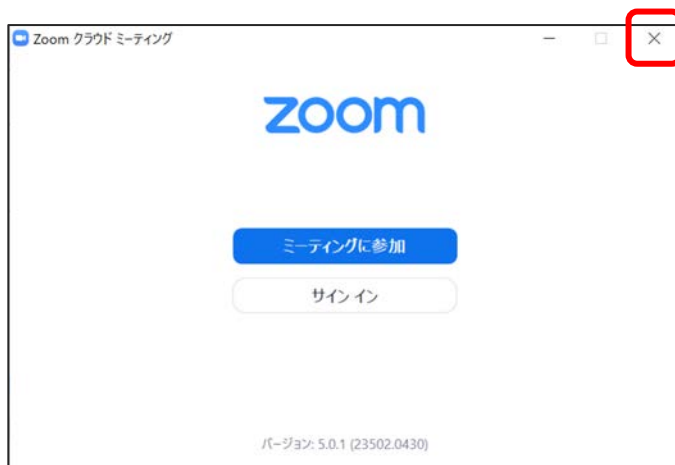 Zoom クラウド ミーティング
zoom
ミーティングに参加
サイン イン
バージョン: 5.0.1 (23502.0430)